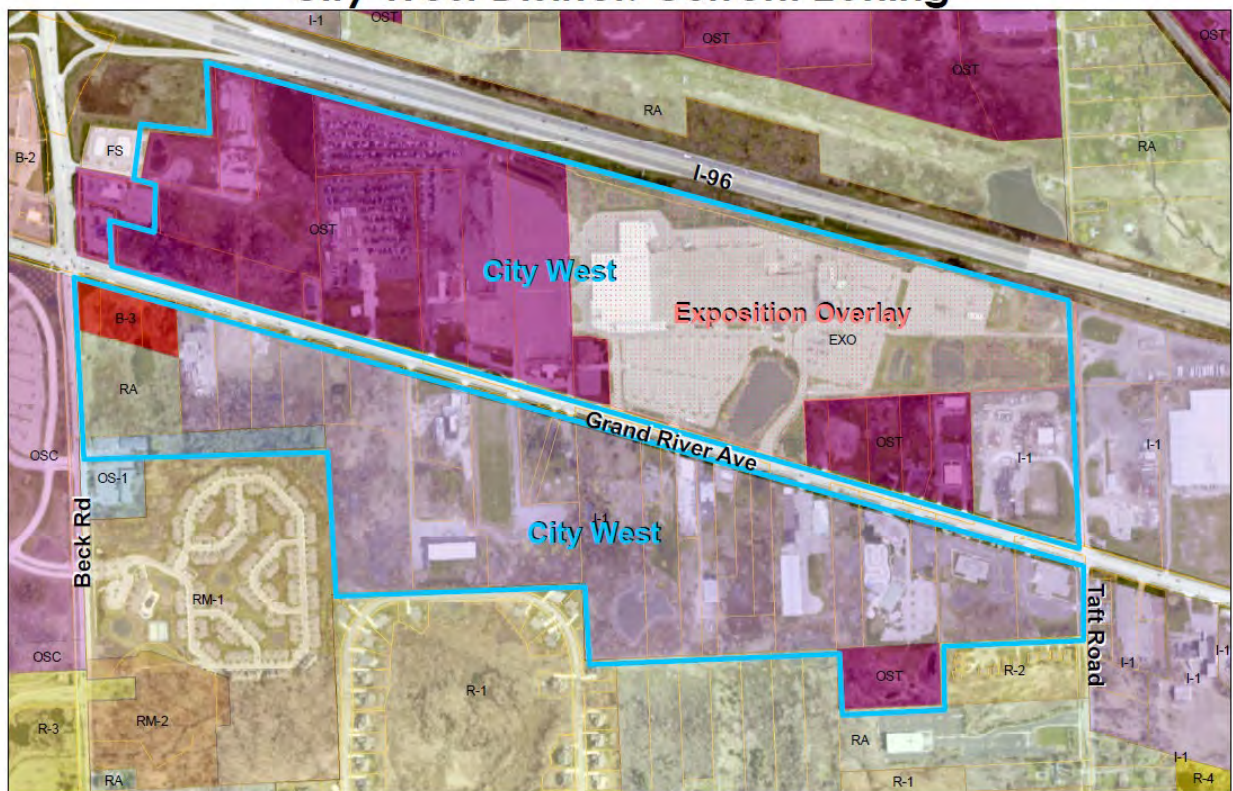 I-1
OST
OST
OST
OST
RA
RA
B-2
FS
I-96
OST
City West
Exposition Overlay
EXO
B-3
RA
Grand River Ave
OST
I-1
I-1
OSC
OS-1
Beck Rd
City West
I-1
RM-1
Taft Road
OSC
R-1
OST
R-2
I-1
I-1
I-1
R-3
RM-2
RA
RA
R-1
I-1
R-4